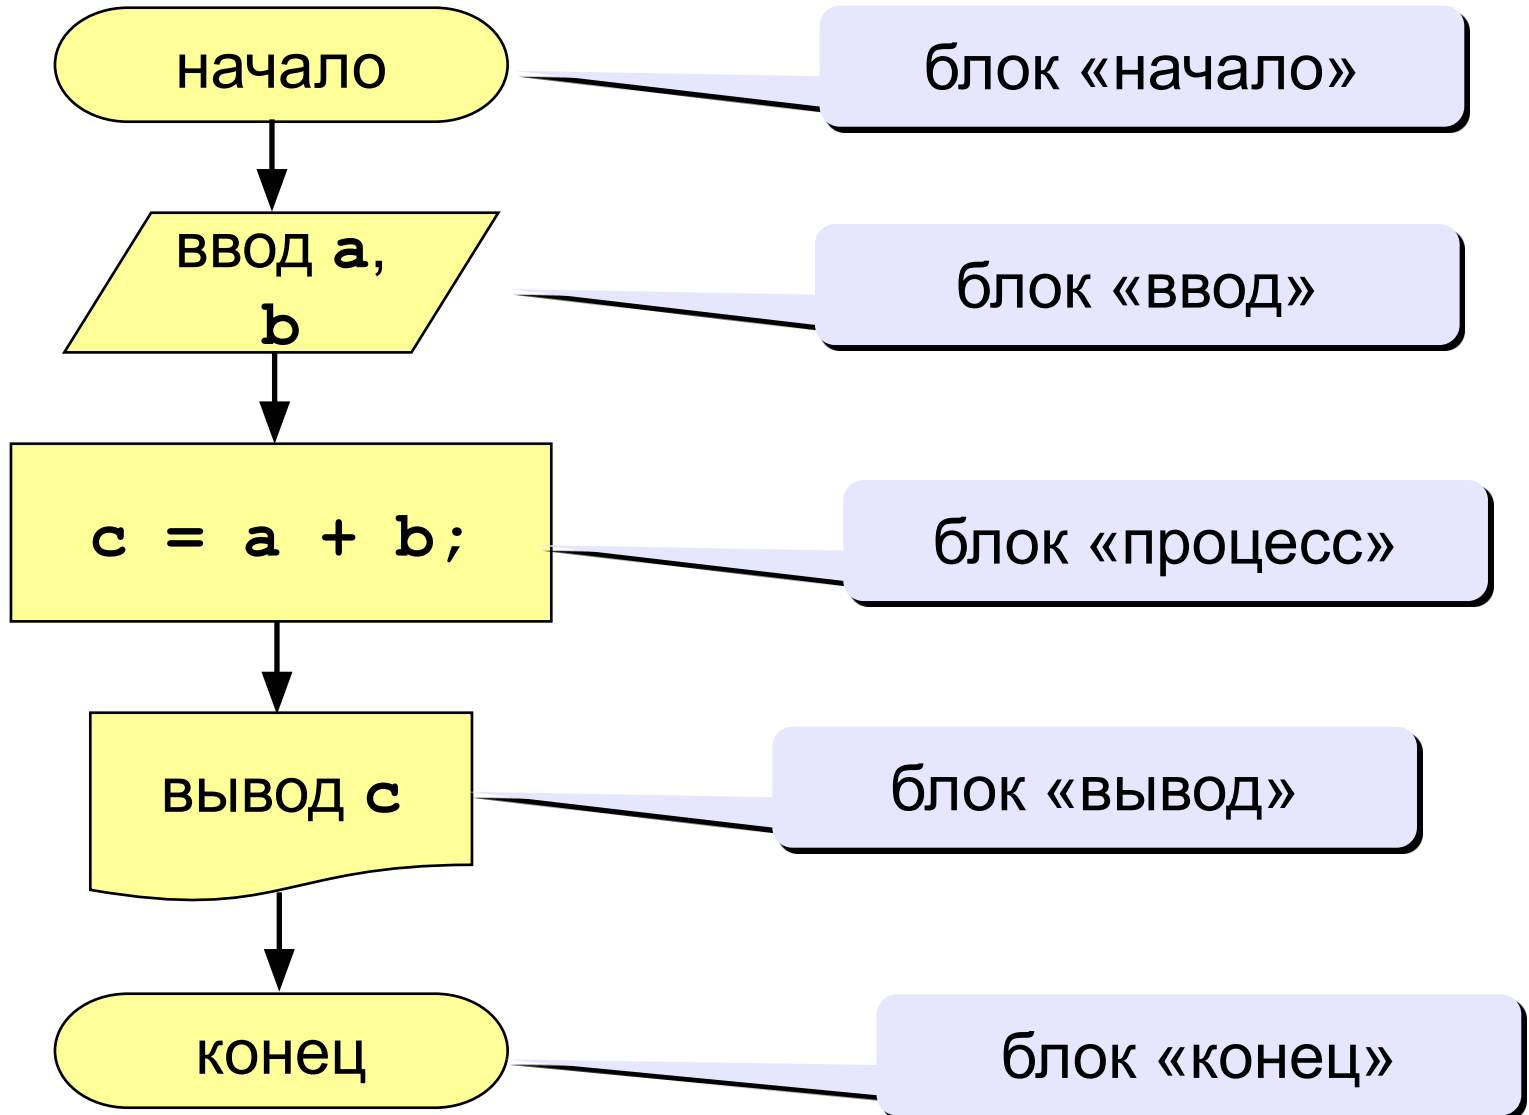 начало
блок «начало»
ввод a,
b
блок «ввод»
c = a + b;
блок «процесс»
вывод c
блок «вывод»
конец
блок «конец»